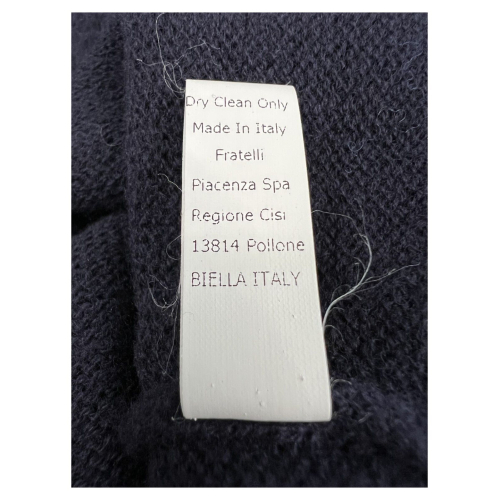 Dry Clean Only
Made In Italy
Fratelli
Piacenza Spa
Regione Cisi
13814 Pollone
BIELLA ITALY